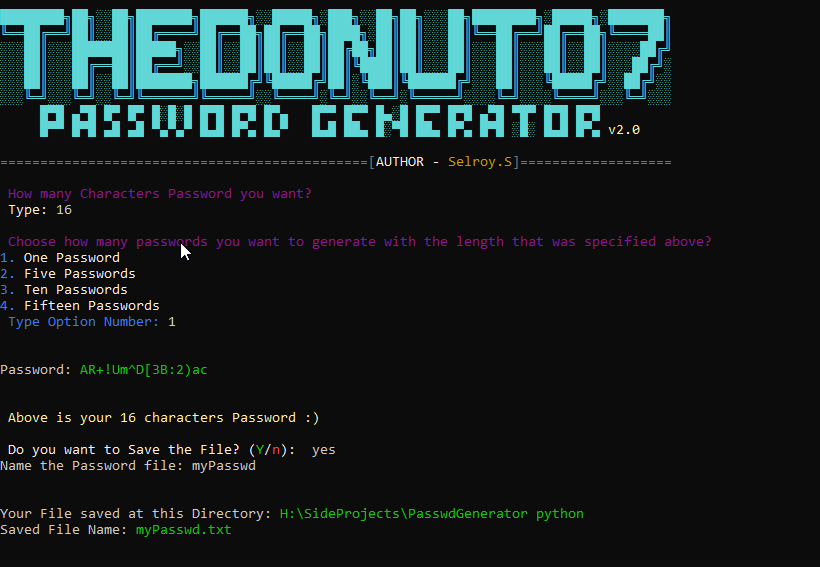 THEDONUTO7
PASSWORD GENERATOR v2.0
==============================================[AUTHOR - Selroy.S]===================
How many Characters Password you want?
Type: 16
Choose how many passwords you want to generate with the length that was specified above?
1. One Password
2. Five Passwords
3. Ten Passwords
4. Fifteen Passwords
Type Option Number: 1
Password: AR+!Um^D[3B:2)ac
Above is your 16 characters Password :)
Do you want to Save the File? (Y/n):  yes
Name the Password file: myPasswd
Your File saved at this Directory: H:\SideProjects\PasswdGenerator python
Saved File Name: myPasswd.txt